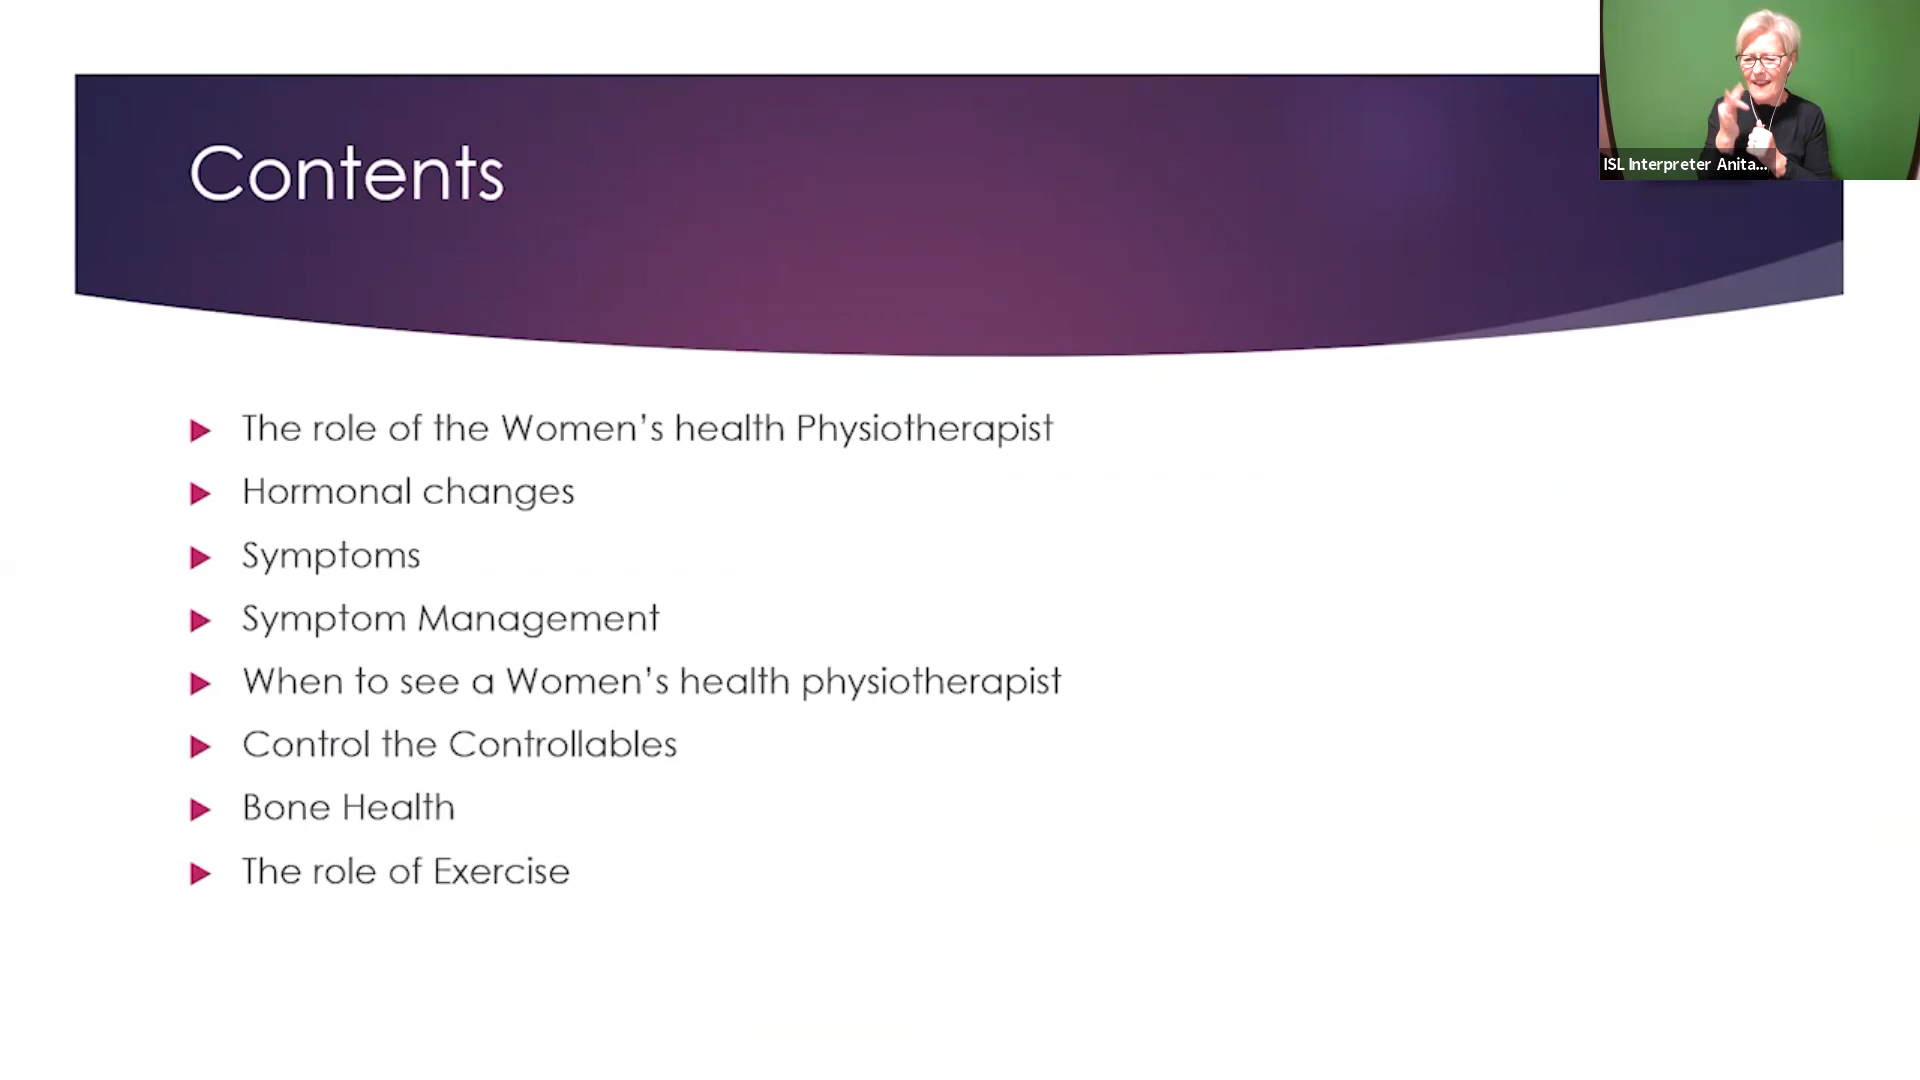 Contents
The role of the Women’s health Physiotherapist
Hormonal changes
Symptoms
Symptom Management
When to see a Women’s health physiotherapist
Control the Controllables
Bone Health
The role of Exercise
ISL Interpreter Anita...